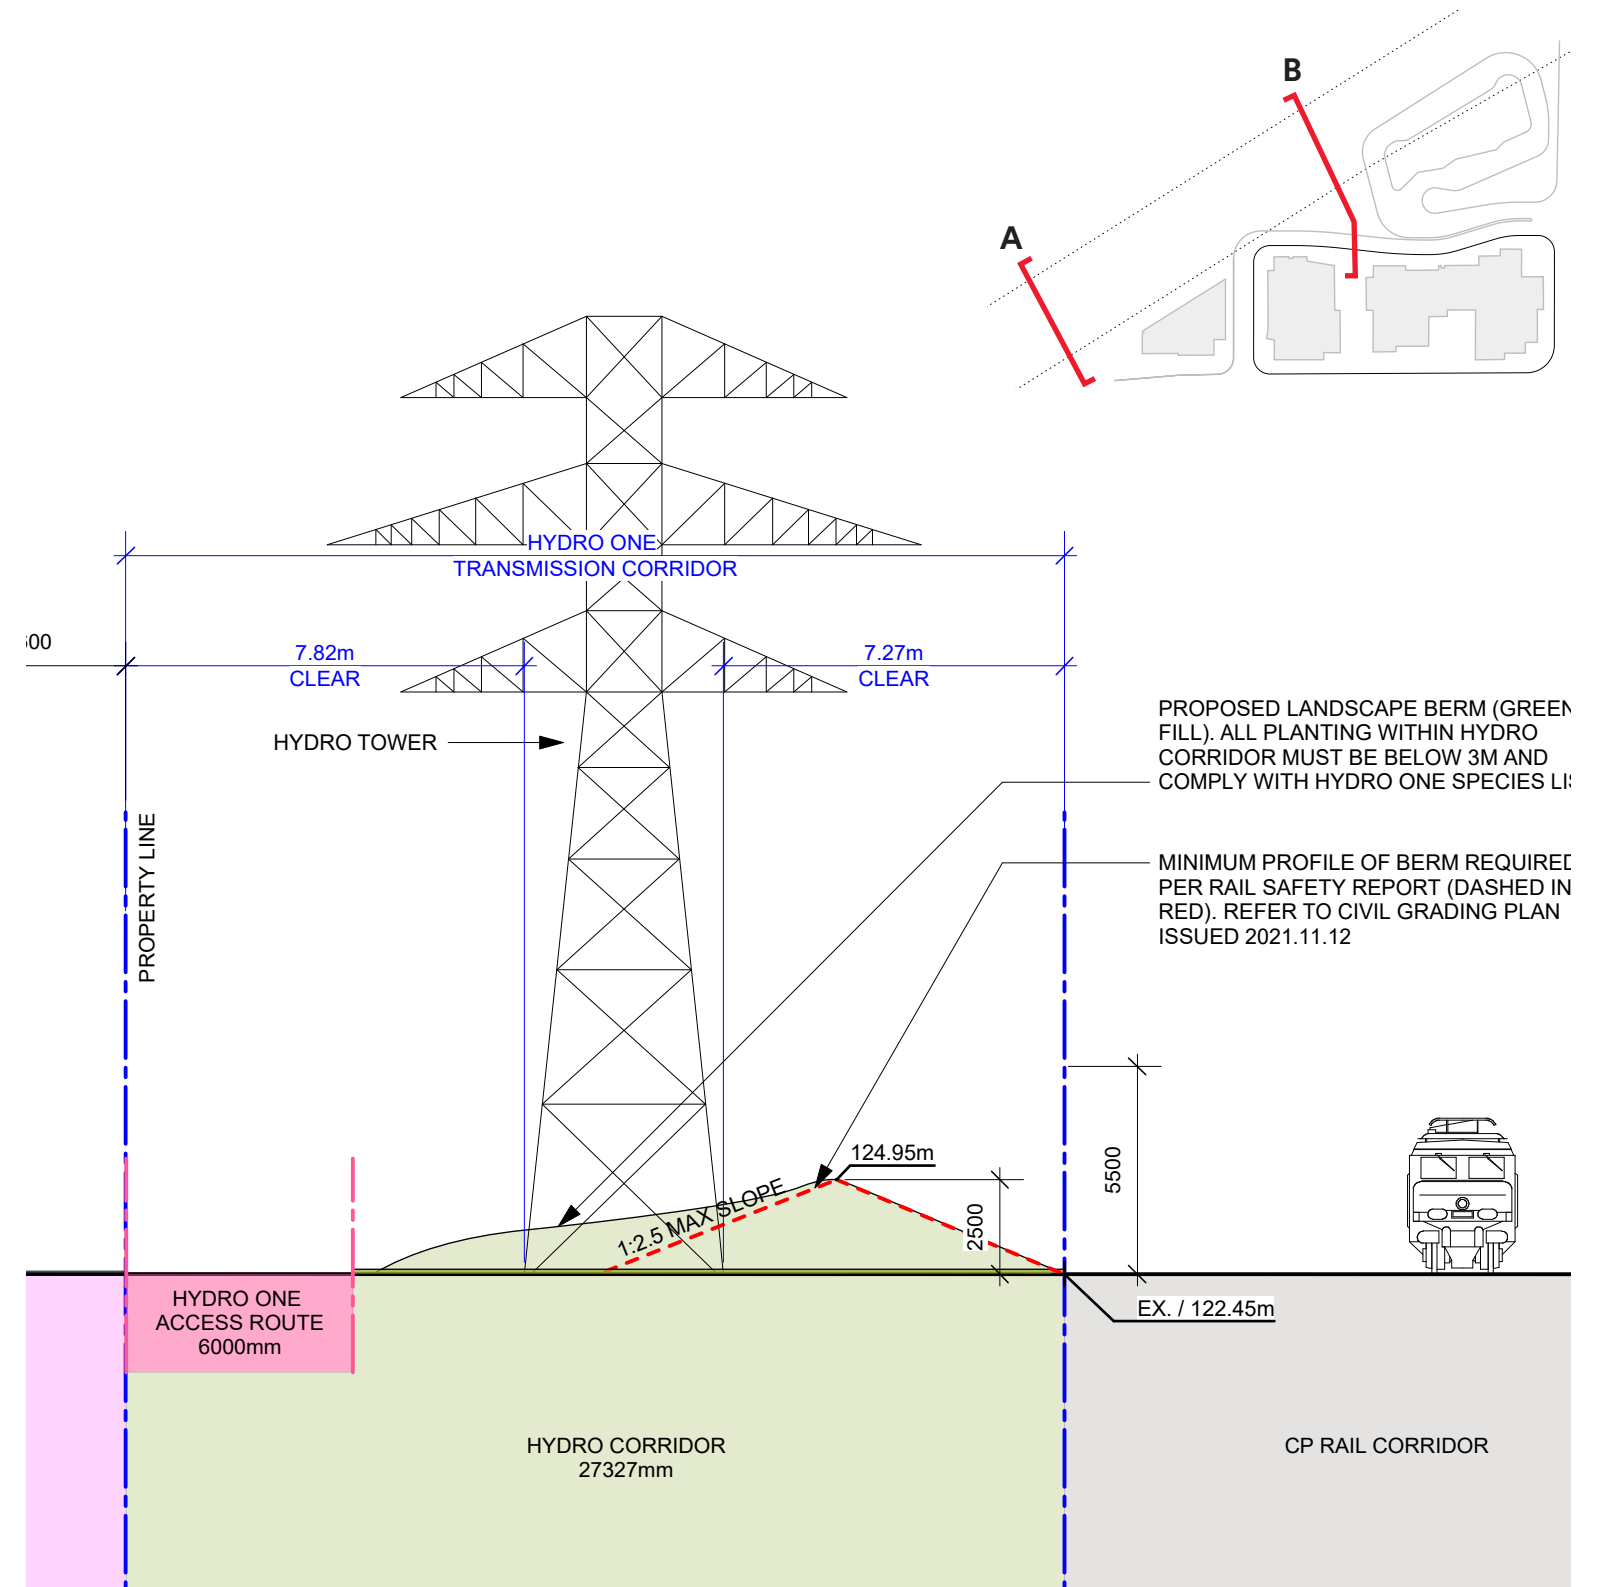 B
A
HYDRO ONE
TRANSMISSION CORRIDOR
7.82m
CLEAR
7.27m
CLEAR
HYDRO TOWER
PROPERTY LINE
PROPOSED LANDSCAPE BERM (GREEN
FILL). ALL PLANTING WITHIN HYDRO
CORRIDOR MUST BE BELOW 3M AND
COMPLY WITH HYDRO ONE SPECIES
MINIMUM PROFILE OF BERM REQUIRED
PER RAIL SAFETY REPORT (DASHED IN
RED). REFER TO CIVIL GRADING PLAN
ISSUED 2021.11.12
124.95m
1:2.5 MAX SLOPE
2500
5500
EX. / 122.45m
HYDRO ONE
ACCESS ROUTE
6000mm
HYDRO CORRIDOR
27327mm
CP RAIL CORRIDOR